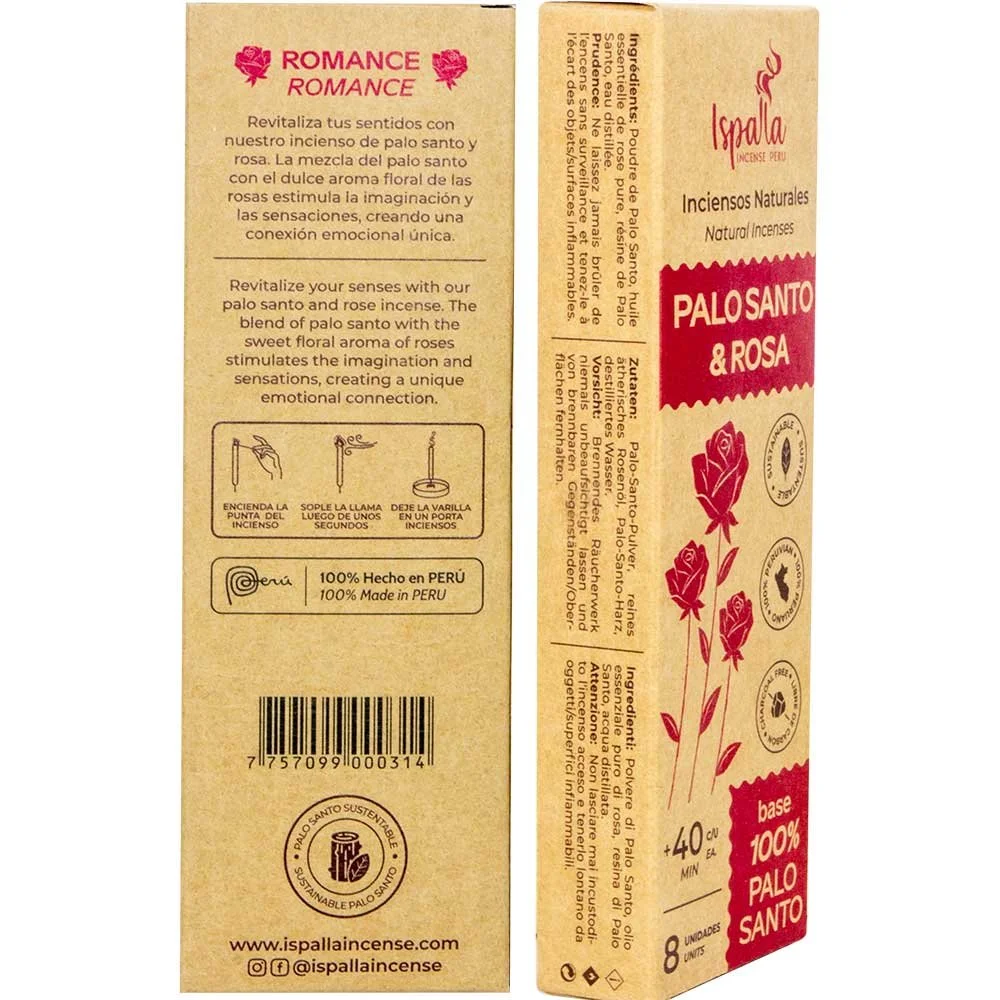 ROMANCE
ROMANCE
Revitaliza tus sentidos con
nuestro incienso de palo santo y
rosa. La mezcla del palo santo
con el dulce aroma floral de las
rosas estimula la imaginación y
las sensaciones, creando una
conexión emocional única.
Revitalize your senses with our
palo santo and rose incense. The
blend of palo santo with the
sweet floral aroma of roses
stimulates the imagination and
sensations, creating a unique
emotional connection.
ENCIENDA LA
PUNTA DEL
INCIENSO
SOPLE LA LLAMA
LUEGO DE UNOS
SEGUNDOS
DEJE LA VARILLA
EN UN PORTA
INCIENSOS
Perú
100% Hecho en PERÚ
100% Made in PERU
7 757099 000314
PALO SANTO SUSTENTABLE
SUSTAINABLE PALO SANTO
www.ispallaincense.com
@ispallaincense
Ingrédients: Poudre de Palo Santo, huile
essentielle de rose pure, résine de Palo
Santo, eau distillée.
Prudence: Ne laissez jamais brûler de
l'encens sans surveillance et tenez-le à
l'écart des objets/surfaces inflammables.
Zutaten: Palo-Santo-Pulver, reines
ätherisches Rosenöl, Palo-Santo-Harz,
destilliertes Wasser.
Vorsicht: Brennendes Räucherwerk
niemals unbeaufsichtigt lassen und
von brennbaren Gegenständen/Ober-
flächen fernhalten.
Ingredienti: Polvere di Palo Santo, olio
essenziale puro di rosa, resina di Palo
Santo, acqua distillata.
Attenzione: Non lasciare mai incustodi-
to l'incenso acceso e tenerlo lontano da
oggetti/superfici infiammabili.
Ispalla
INCENSE PERU
Inciensos Naturales
Natural Incenses
PALO SANTO
& ROSA
SUSTAINABLE • SUSTENTABLE
100% PERUVIAN • 100% PERUANO
CHARCOAL FREE • LIBRE DE CARBON
+40 C/U
EA.
MIN
8 UNIDADES
UNITS
base
100%
PALO
SANTO